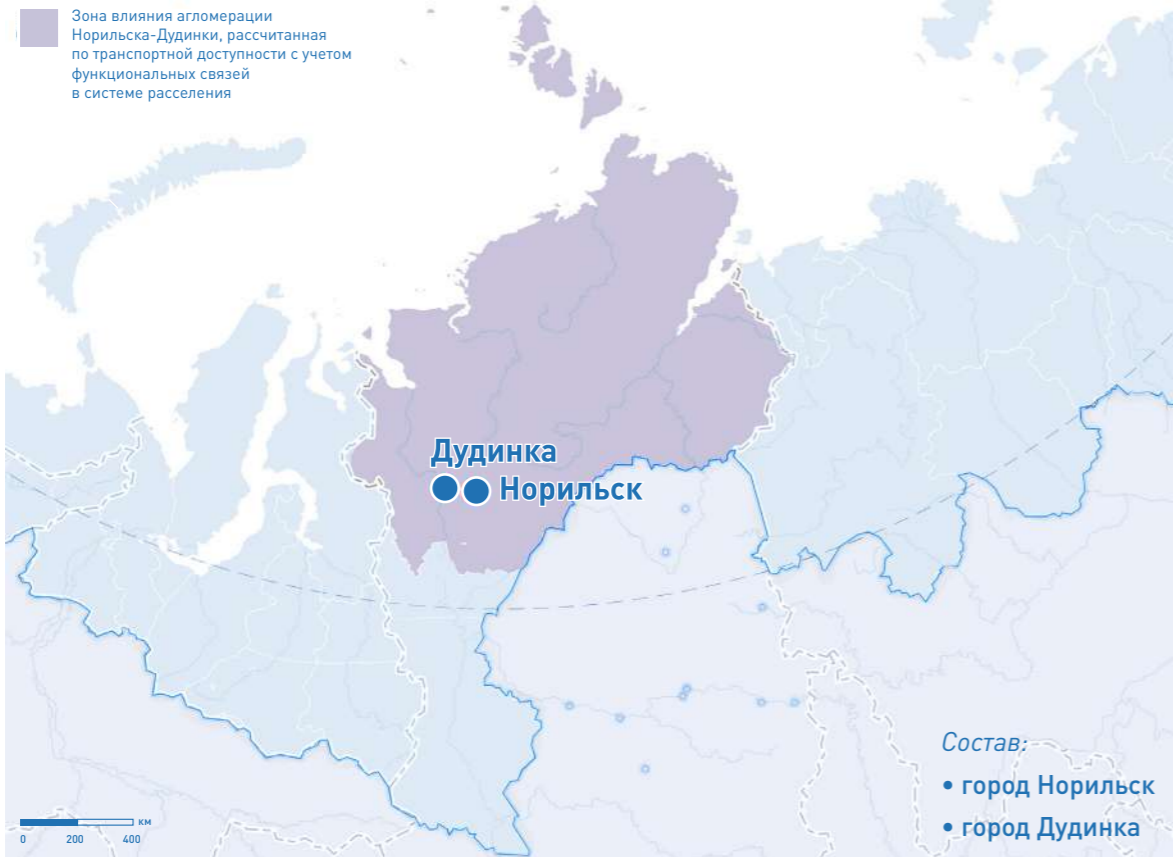 Зона влияния агломерации
Норильска-Дудинки, рассчитанная
по транспортной доступности с учетом
функциональных связей
в системе расселения
Дудинка
Норильск
Состав:
• город Норильск
• город Дудинка
км
0 200 400